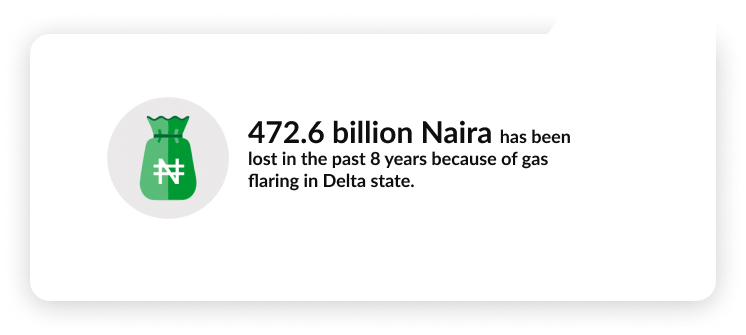 ₦
472.6 billion Naira has been
lost in the past 8 years because of gas
flaring in Delta state.